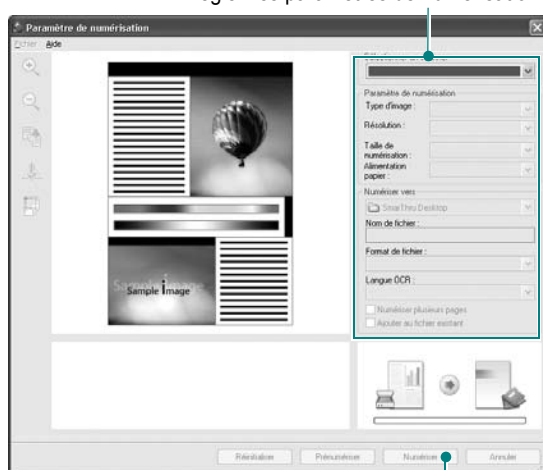 Paramètre de numérisation
Fichier Aide
Paramètre de numérisation
Type d'image :
Résolution :
Taille de
numérisation :
Alimentation
papier :
Numériser vers
SmarThru Desktop
Nom de fichier :
Format de fichier :
Langue OCR :
Numériser plusieurs pages
Ajouter au fichier existant
Sample Image
Réinitialiser Prénumériser Numériser Annuler